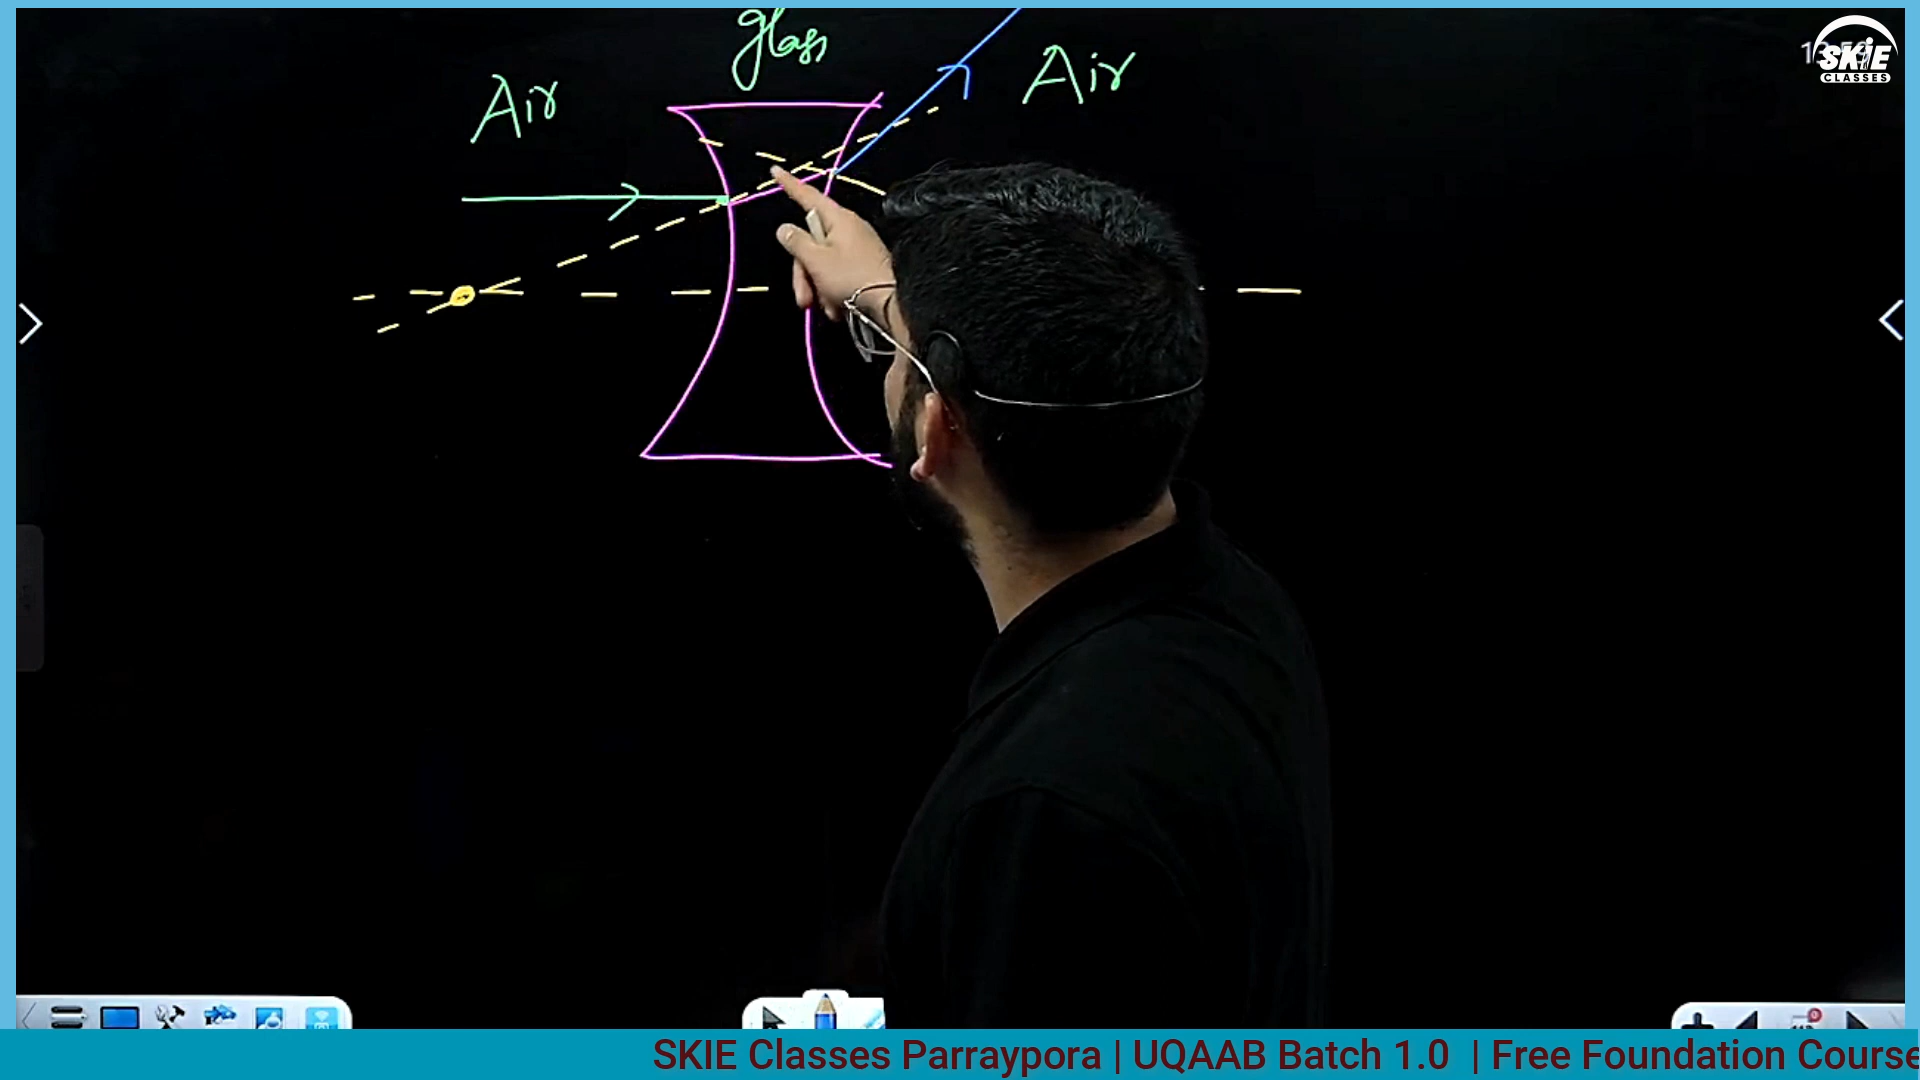 glass
Air
Air
SKIE
CLASSES
SKIE Classes Parraypora | UQAAB Batch 1.0 | Free Foundation Course